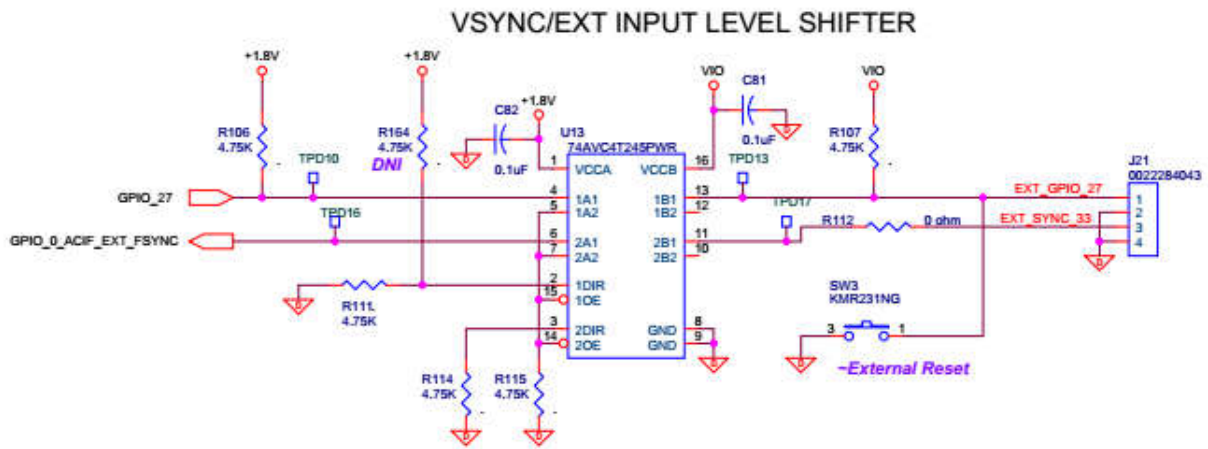 VSYNC/EXT INPUT LEVEL SHIFTER
+1.8V
+1.8V
VIO
C81
VIO
C82
+1.8V
0.1uF
R106
4.75K
R164
4.75K
DNI
0.1uF
U13
74AVC4T245PWR
R107
4.75K
TPD10
1
VCCA
VCCB
16
TPD13
J21
0022284043
GPIO_27
4
1A1
1B1
13
EXT_GPIO_27
1
5
1A2
1B2
12
2
TPD16
TPD17
R112
0 ohm
EXT_SYNC_33
3
GPIO_0_ACIF_EXT_FSYNC
6
2A1
2B1
11
4
7
2A2
2B2
10
2
1DIR
15
1OE
R111
4.75K
SW3
KMR231NG
3
2DIR
GND
8
3
1
14
2OE
GND
9
~External Reset
R114
4.75K
R115
4.75K